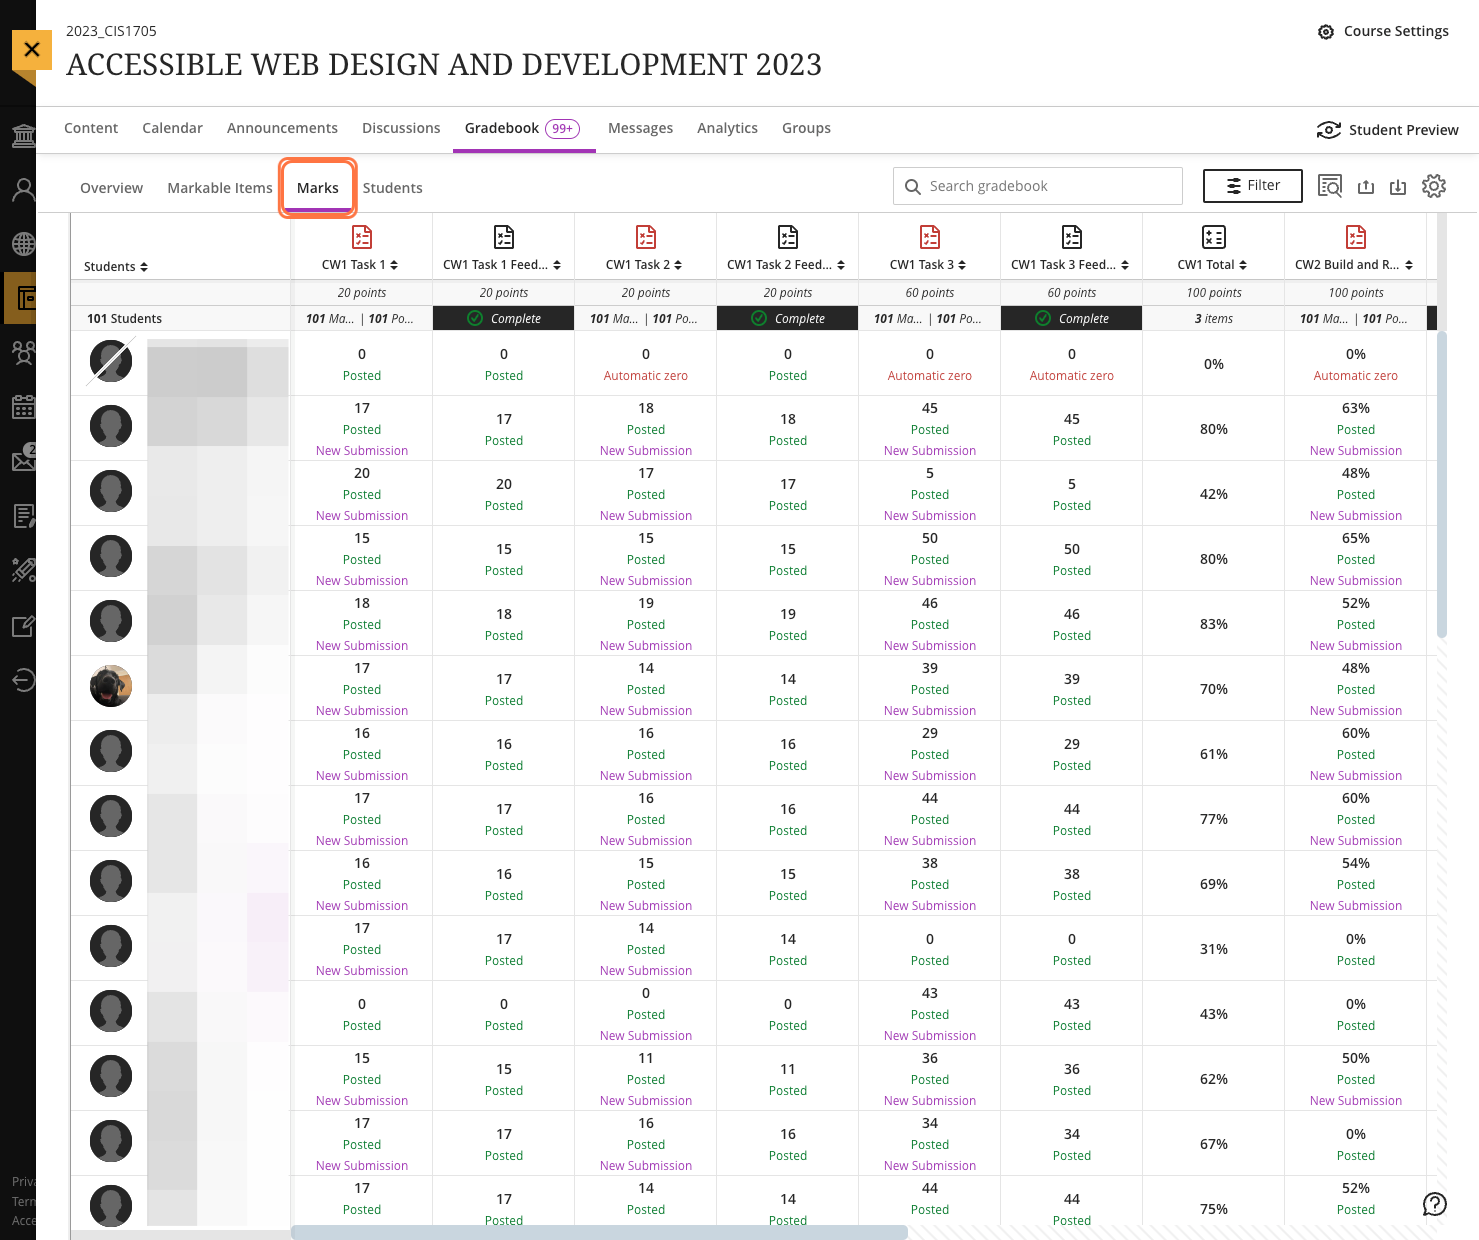 2023_CIS1705
Course Settings
ACCESSIBLE WEB DESIGN AND DEVELOPMENT 2023
Content Calendar Announcements Discussions Gradebook 99+ Messages Analytics Groups
Student Preview
Overview Markable Items Marks Students
Search gradebook
Filter
Students CW1 Task 1 CW1 Task 1 Feed... CW1 Task 2 CW1 Task 2 Feed... CW1 Task 3 CW1 Task 3 Feed... CW1 Total CW2 Build and R...
20 points 20 points 20 points 20 points 60 points 60 points 100 points 100 points
101 Students 101 Ma... | 101 Po... Complete 101 Ma... | 101 Po... Complete 101 Ma... | 101 Po... Complete 3 items 101 Ma... | 101 Po...
0 0 0 0 0 0 0% 0%
Posted Posted Automatic zero Posted Automatic zero Automatic zero Automatic zero
17 17 18 18 45 45 80% 63%
Posted Posted Posted Posted Posted Posted Posted
New Submission New Submission New Submission New Submission
20 20 17 17 5 5 42% 48%
Posted Posted Posted Posted Posted Posted Posted
New Submission New Submission New Submission New Submission
15 15 15 15 50 50 80% 65%
Posted Posted Posted Posted Posted Posted Posted
New Submission New Submission New Submission New Submission
18 18 19 19 46 46 83% 52%
Posted Posted Posted Posted Posted Posted Posted
New Submission New Submission New Submission New Submission
17 17 14 14 39 39 70% 48%
Posted Posted Posted Posted Posted Posted Posted
New Submission New Submission New Submission New Submission
16 16 16 16 29 29 61% 60%
Posted Posted Posted Posted Posted Posted Posted
New Submission New Submission New Submission New Submission
17 17 16 16 44 44 77% 60%
Posted Posted Posted Posted Posted Posted Posted
New Submission New Submission New Submission New Submission
16 16 15 15 38 38 69% 54%
Posted Posted Posted Posted Posted Posted Posted
New Submission New Submission New Submission New Submission
17 17 14 14 0 0 31% 0%
Posted Posted Posted Posted Posted Posted Posted
New Submission New Submission
0 0 0 0 43 43 43% 0%
Posted Posted Posted Posted Posted Posted Posted
New Submission New Submission
15 15 11 11 36 36 62% 50%
Posted Posted Posted Posted Posted Posted Posted
New Submission New Submission New Submission New Submission
17 17 16 16 34 34 67% 0%
Posted Posted Posted Posted Posted Posted Posted
New Submission New Submission New Submission
17 17 14 14 44 44 75% 52%
Posted Posted Posted Posted Posted Posted Posted
2